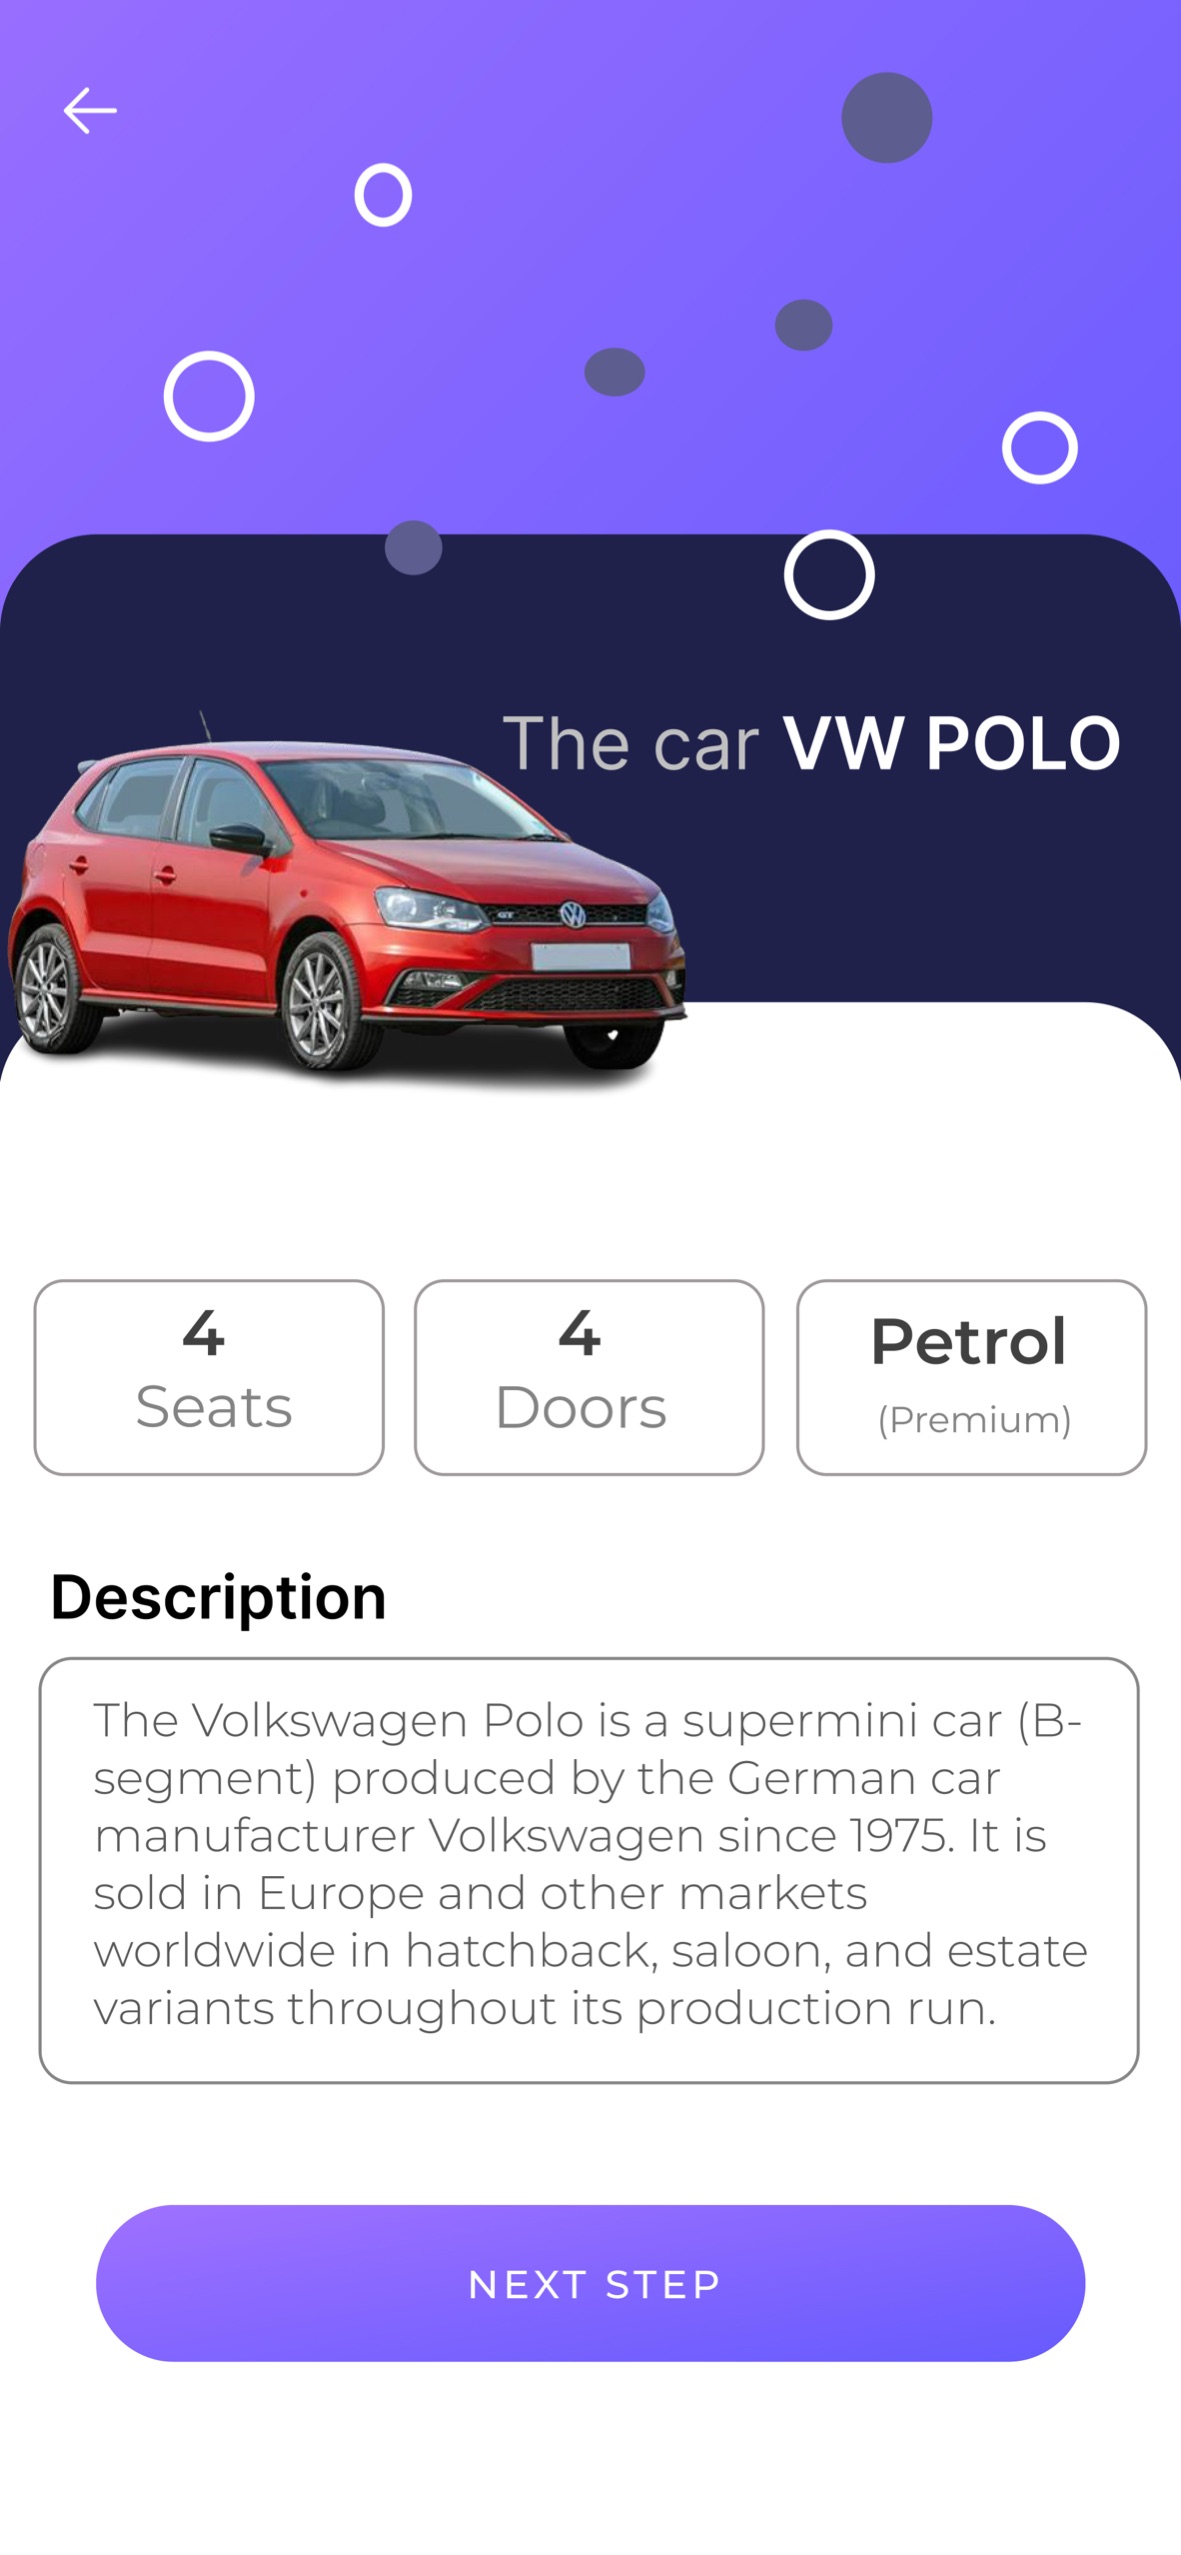 The car VW POLO
GT
4
Seats
4
Doors
Petrol
(Premium)
Description
The Volkswagen Polo is a supermini car (B-
segment) produced by the German car
manufacturer Volkswagen since 1975. It is
sold in Europe and other markets
worldwide in hatchback, saloon, and estate
variants throughout its production run.
NEXT STEP